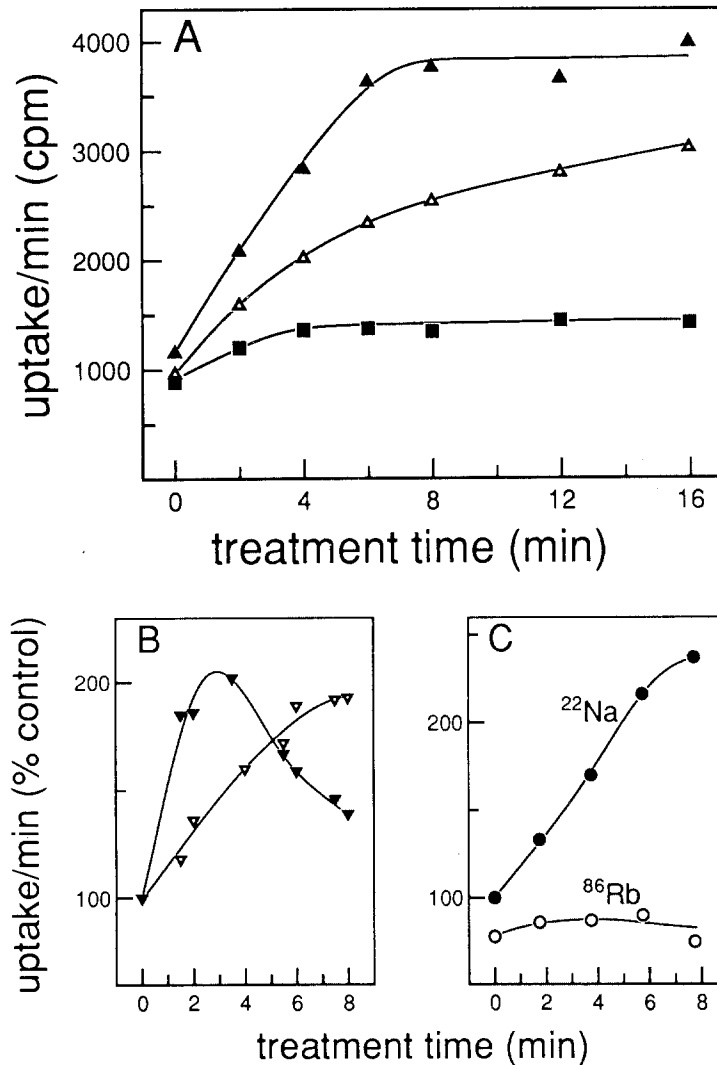 A
4000
3000
2000
1000
uptake/min (cpm)
0 4 8 12 16
treatment time (min)
B
200
100
uptake/min (% control)
0 2 4 6 8
C
200
100
²²Na
⁸⁶Rb
0 2 4 6 8
treatment time (min)